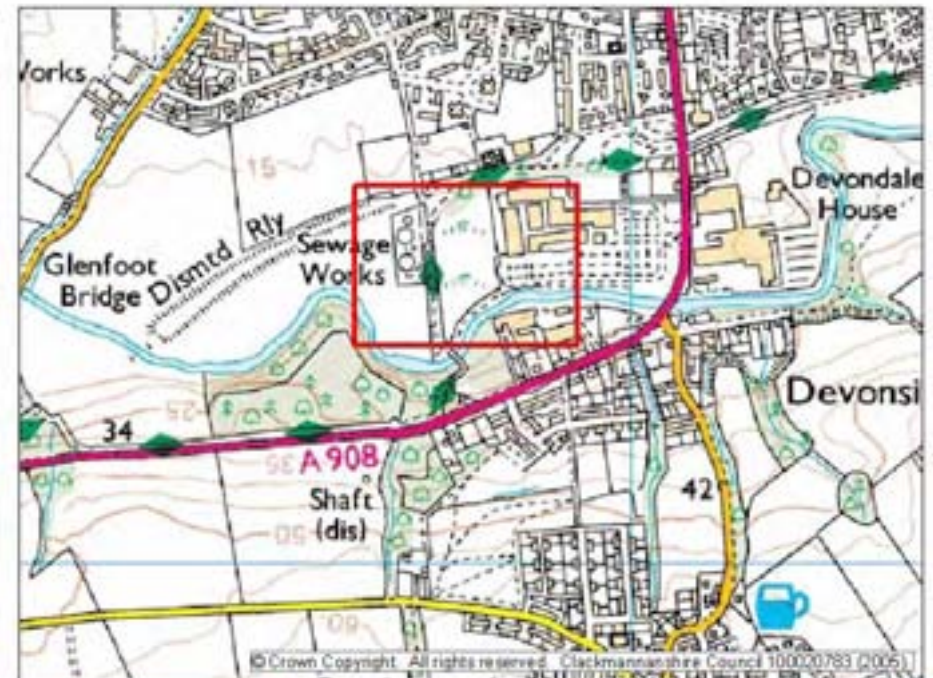 Works
15
Devondale
House
Glenfoot
Bridge
Dismtd Rly
Sewage
Works
Devonsi
25
34
35
A 908
Shaft
(dis)
42
50
60
© Crown Copyright. All rights reserved. Clackmannanshire Council 100020783 (2005)